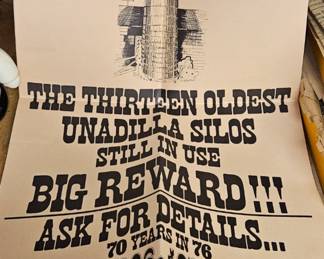 THE THIRTEEN OLDEST
UNADILLA SILOS
STILL IN USE
BIG REWARD!!!
ASK FOR DETAILS...
70 YEARS IN 76